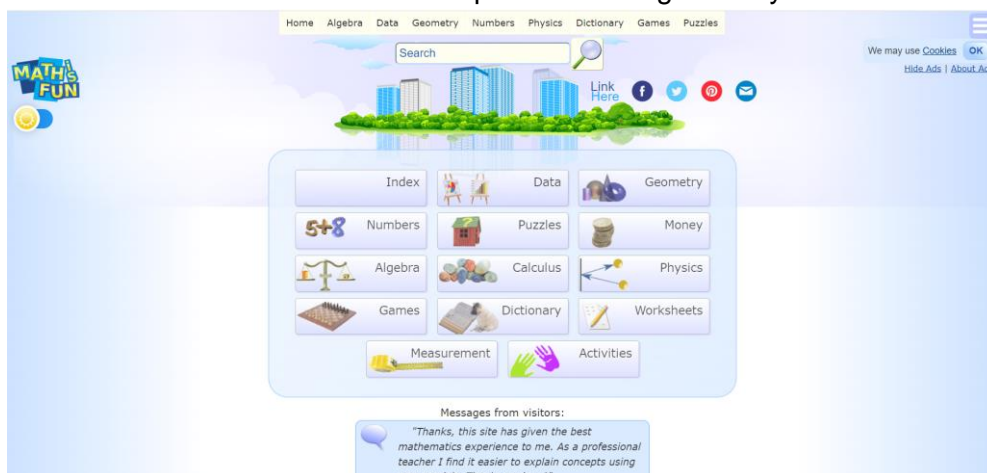 Home Algebra Data Geometry Numbers Physics Dictionary Games Puzzles
Search
We may use Cookies OK
Hide Ads | About
MATH is
FUN
Link
Here
Index Data Geometry
5+8 Numbers Puzzles Money
Algebra Calculus Physics
Games Dictionary Worksheets
Measurement Activities
Messages from visitors:
"Thanks, this site has given the best
mathematics experience to me. As a professional
teacher I find it easier to explain concepts using